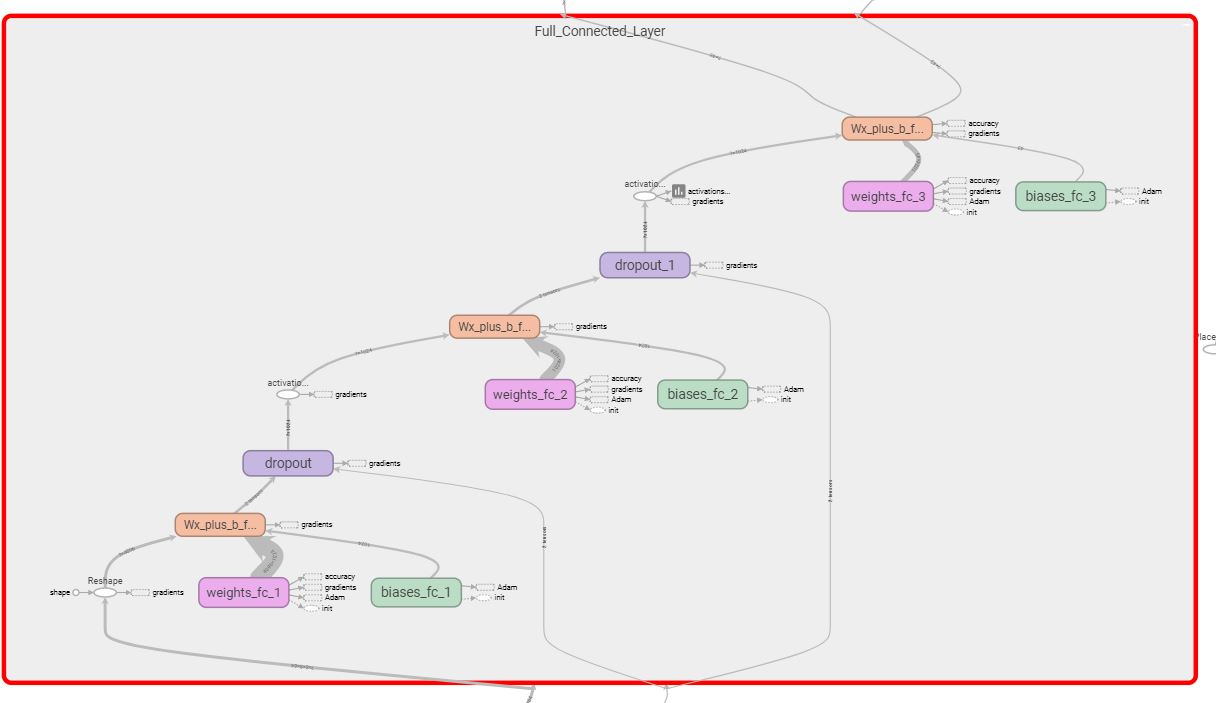 Full_Connected_Layer
Wx_plus_b_f...
accuracy
gradients
weights_fc_3
accuracy
gradients
Adam
init
biases_fc_3
Adam
init
activatio...
activations...
gradients
dropout_1
gradients
Wx_plus_b_f...
gradients
weights_fc_2
accuracy
gradients
Adam
init
biases_fc_2
Adam
init
activatio...
gradients
dropout
gradients
Wx_plus_b_f...
gradients
Reshape
shape
gradients
weights_fc_1
accuracy
gradients
Adam
init
biases_fc_1
Adam
init